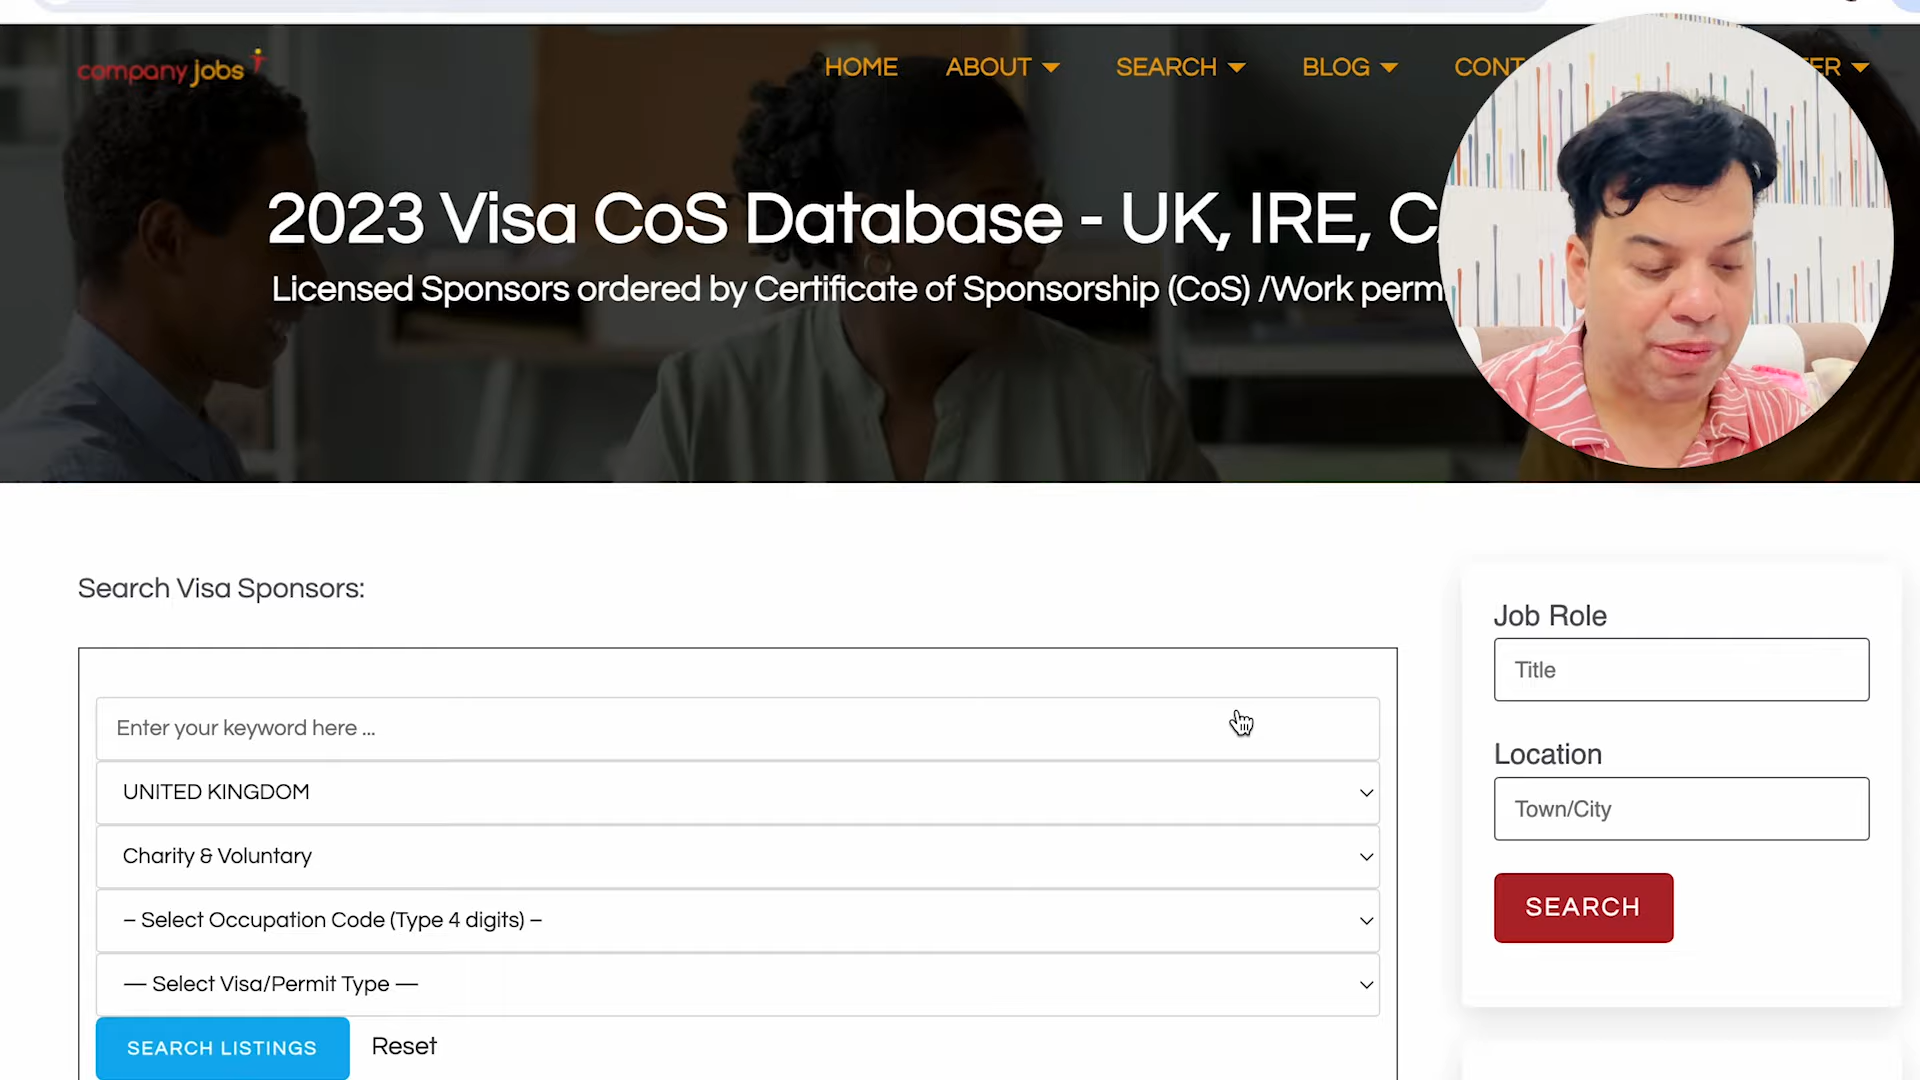 company jobs
HOME
ABOUT
SEARCH
BLOG
2023 Visa CoS Database - UK, IRE,
Licensed Sponsors ordered by Certificate of Sponsorship (CoS) /Work
Search Visa Sponsors:
Enter your keyword here ...
UNITED KINGDOM
Charity & Voluntary
– Select Occupation Code (Type 4 digits) –
— Select Visa/Permit Type —
SEARCH LISTINGS
Reset
Job Role
Title
Location
Town/City
SEARCH